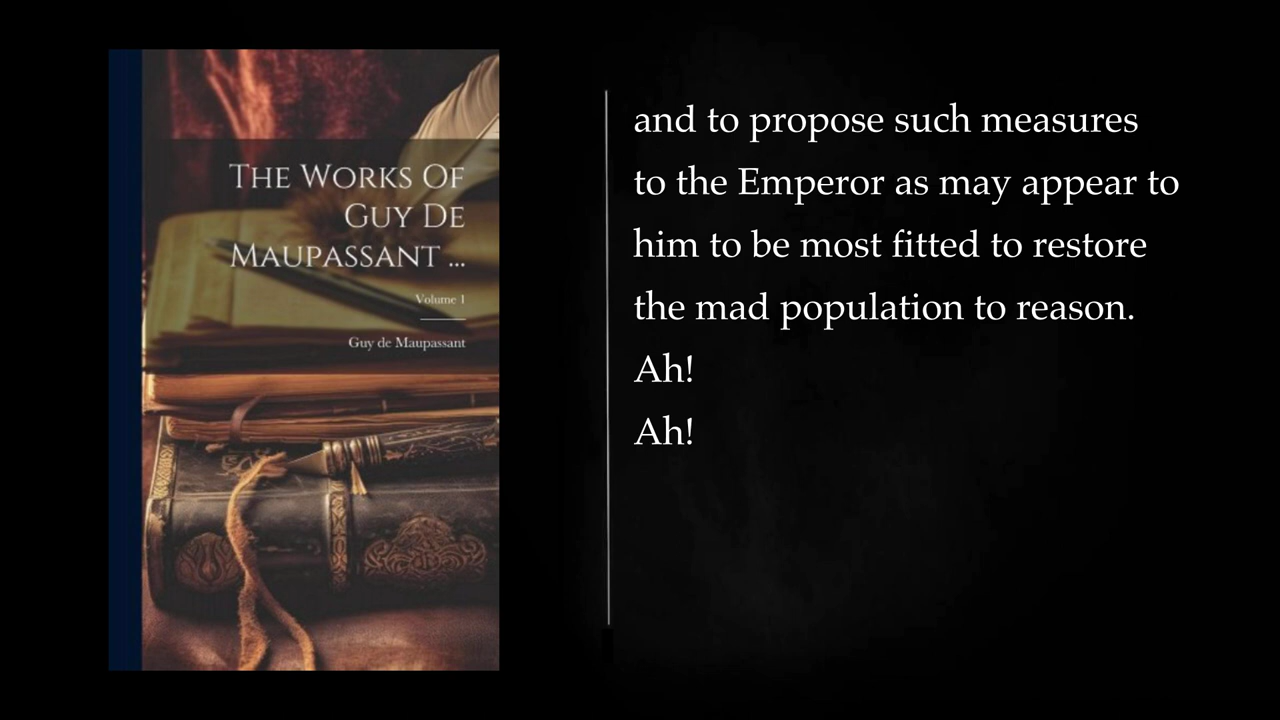 The Works Of
Guy De
Maupassant ...
Volume 1
Guy de Maupassant
and to propose such measures
to the Emperor as may appear to
him to be most fitted to restore
the mad population to reason.
Ah!
Ah!